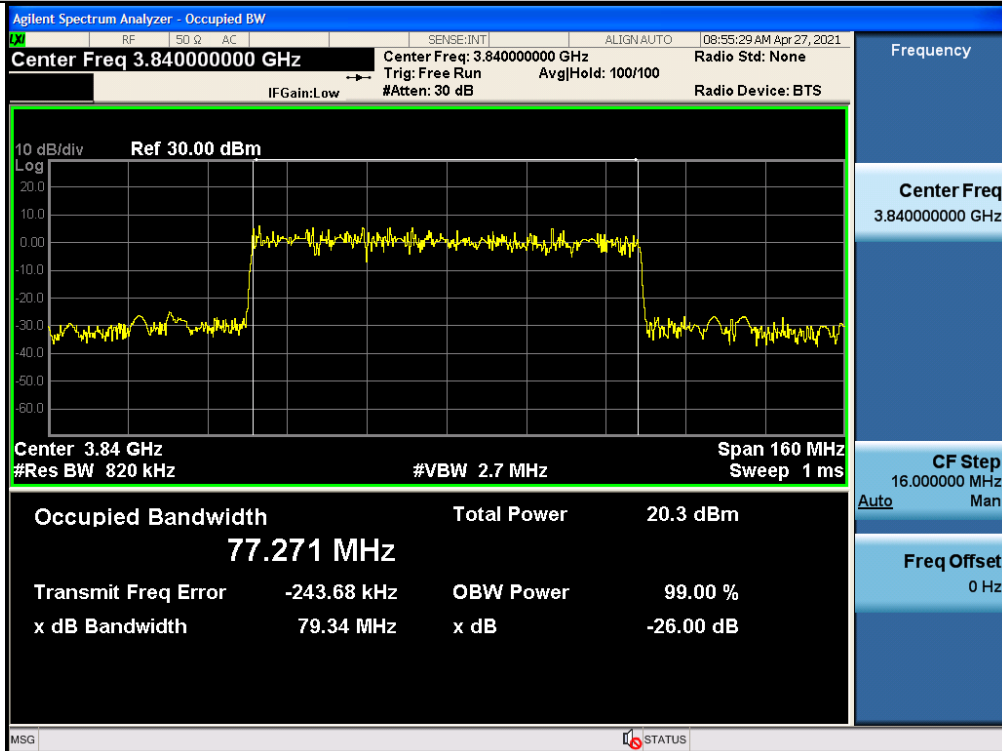 Agilent Spectrum Analyzer - Occupied BW
LXI RF 50 Ω AC SENSE:INT ALIGN AUTO 08:55:29 AM Apr 27, 2021
Center Freq 3.840000000 GHz
Center Freq: 3.840000000 GHz Radio Std: None
Trig: Free Run Avg|Hold: 100/100
IFGain:Low #Atten: 30 dB Radio Device: BTS
Frequency
10 dB/div Ref 30.00 dBm
Log
20.0
10.0
0.00
-10.0
-20.0
-30.0
-40.0
-50.0
-60.0
Center 3.84 GHz Span 160 MHz
#Res BW 820 kHz #VBW 2.7 MHz Sweep 1 ms
Occupied Bandwidth Total Power 20.3 dBm
77.271 MHz
Transmit Freq Error -243.68 kHz OBW Power 99.00 %
x dB Bandwidth 79.34 MHz x dB -26.00 dB
Center Freq
3.840000000 GHz
CF Step
16.000000 MHz
Auto Man
Freq Offset
0 Hz
MSG STATUS